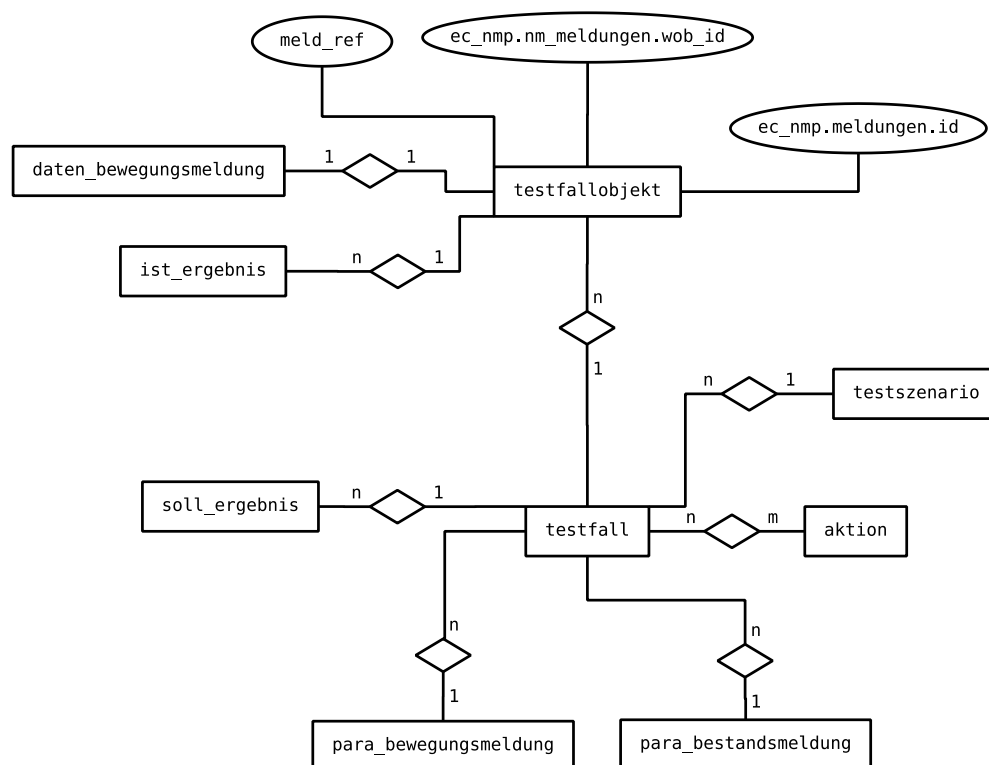 meld_ref
ec_nmp.nm_meldungen.wob_id
ec_nmp.meldungen.id
daten_bewegungsmeldung
1
1
testfallobjekt
ist_ergebnis
n
1
n
1
n
1
testszenario
soll_ergebnis
n
1
testfall
n
m
aktion
n
1
n
1
para_bewegungsmeldung
para_bestandsmeldung